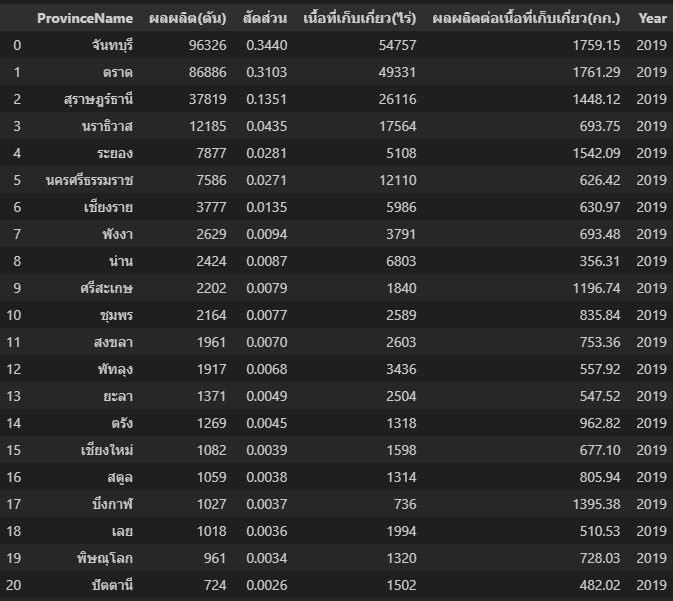 ProvinceName ผลผลิต(ตัน) สัดส่วน เนื้อที่เก็บเกี่ยว(ไร่) ผลผลิตต่อเนื้อที่เก็บเกี่ยว(กก.) Year
0 จันทบุรี 96326 0.3440 54757 1759.15 2019
1 ตราด 86886 0.3103 49331 1761.29 2019
2 สุราษฎร์ธานี 37819 0.1351 26116 1448.12 2019
3 นราธิวาส 12185 0.0435 17564 693.75 2019
4 ระยอง 7877 0.0281 5108 1542.09 2019
5 นครศรีธรรมราช 7586 0.0271 12110 626.42 2019
6 เชียงราย 3777 0.0135 5986 630.97 2019
7 พังงา 2629 0.0094 3791 693.48 2019
8 น่าน 2424 0.0087 6803 356.31 2019
9 ศรีสะเกษ 2202 0.0079 1840 1196.74 2019
10 ชุมพร 2164 0.0077 2589 835.84 2019
11 สงขลา 1961 0.0070 2603 753.36 2019
12 พัทลุง 1917 0.0068 3436 557.92 2019
13 ยะลา 1371 0.0049 2504 547.52 2019
14 ตรัง 1269 0.0045 1318 962.82 2019
15 เชียงใหม่ 1082 0.0039 1598 677.10 2019
16 สตูล 1059 0.0038 1314 805.94 2019
17 บึงกาฬ 1027 0.0037 736 1395.38 2019
18 เลย 1018 0.0036 1994 510.53 2019
19 พิษณุโลก 961 0.0034 1320 728.03 2019
20 ปัตตานี 724 0.0026 1502 482.02 2019